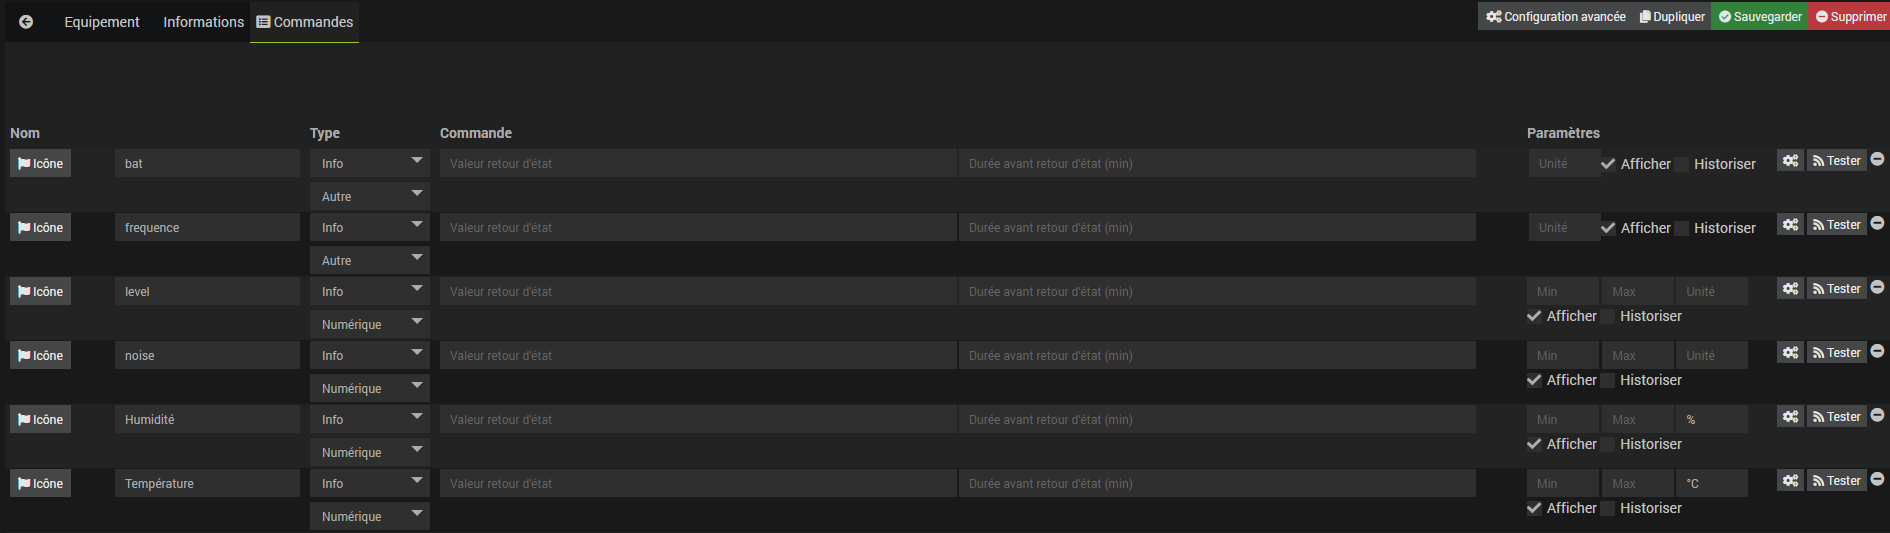 Equipement Informations Commandes Configuration avancée Dupliquer Sauvegarder Supprimer
Nom Type Commande Paramètres
Icône bat Info Valeur retour d'état Durée avant retour d'état (min) Unité Afficher Historiser Tester
Autre
Icône frequence Info Valeur retour d'état Durée avant retour d'état (min) Unité Afficher Historiser Tester
Autre
Icône level Info Valeur retour d'état Durée avant retour d'état (min) Min Max Unité Tester
Numérique Afficher Historiser
Icône noise Info Valeur retour d'état Durée avant retour d'état (min) Min Max Unité Tester
Numérique Afficher Historiser
Icône Humidité Info Valeur retour d'état Durée avant retour d'état (min) Min Max % Tester
Numérique Afficher Historiser
Icône Température Info Valeur retour d'état Durée avant retour d'état (min) Min Max °C Tester
Numérique Afficher Historiser